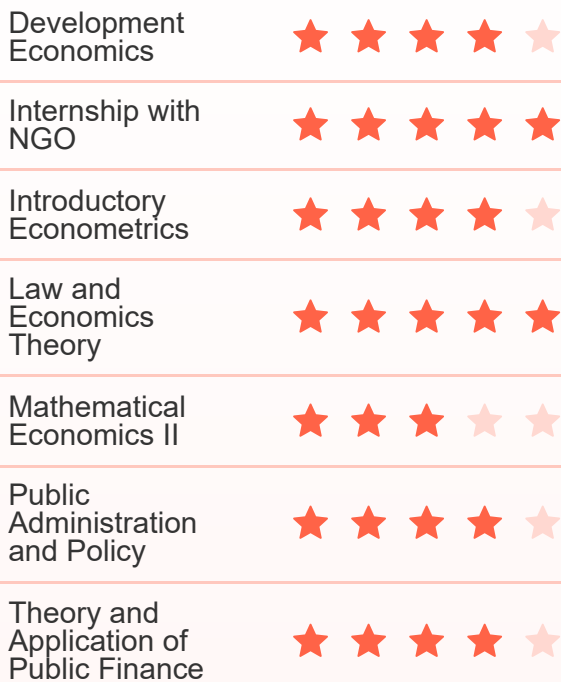 Development
Economics
Internship with
NGO
Introductory
Econometrics
Law and
Economics
Theory
Mathematical
Economics II
Public
Administration
and Policy
Theory and
Application of
Public Finance